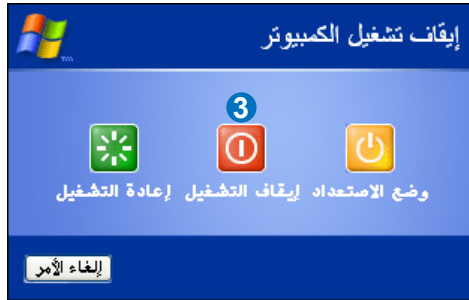 إيقاف تشغيل الكمبيوتر
3
وضع الاستعداد إيقاف التشغيل إعادة التشغيل
إلغاء الأمر